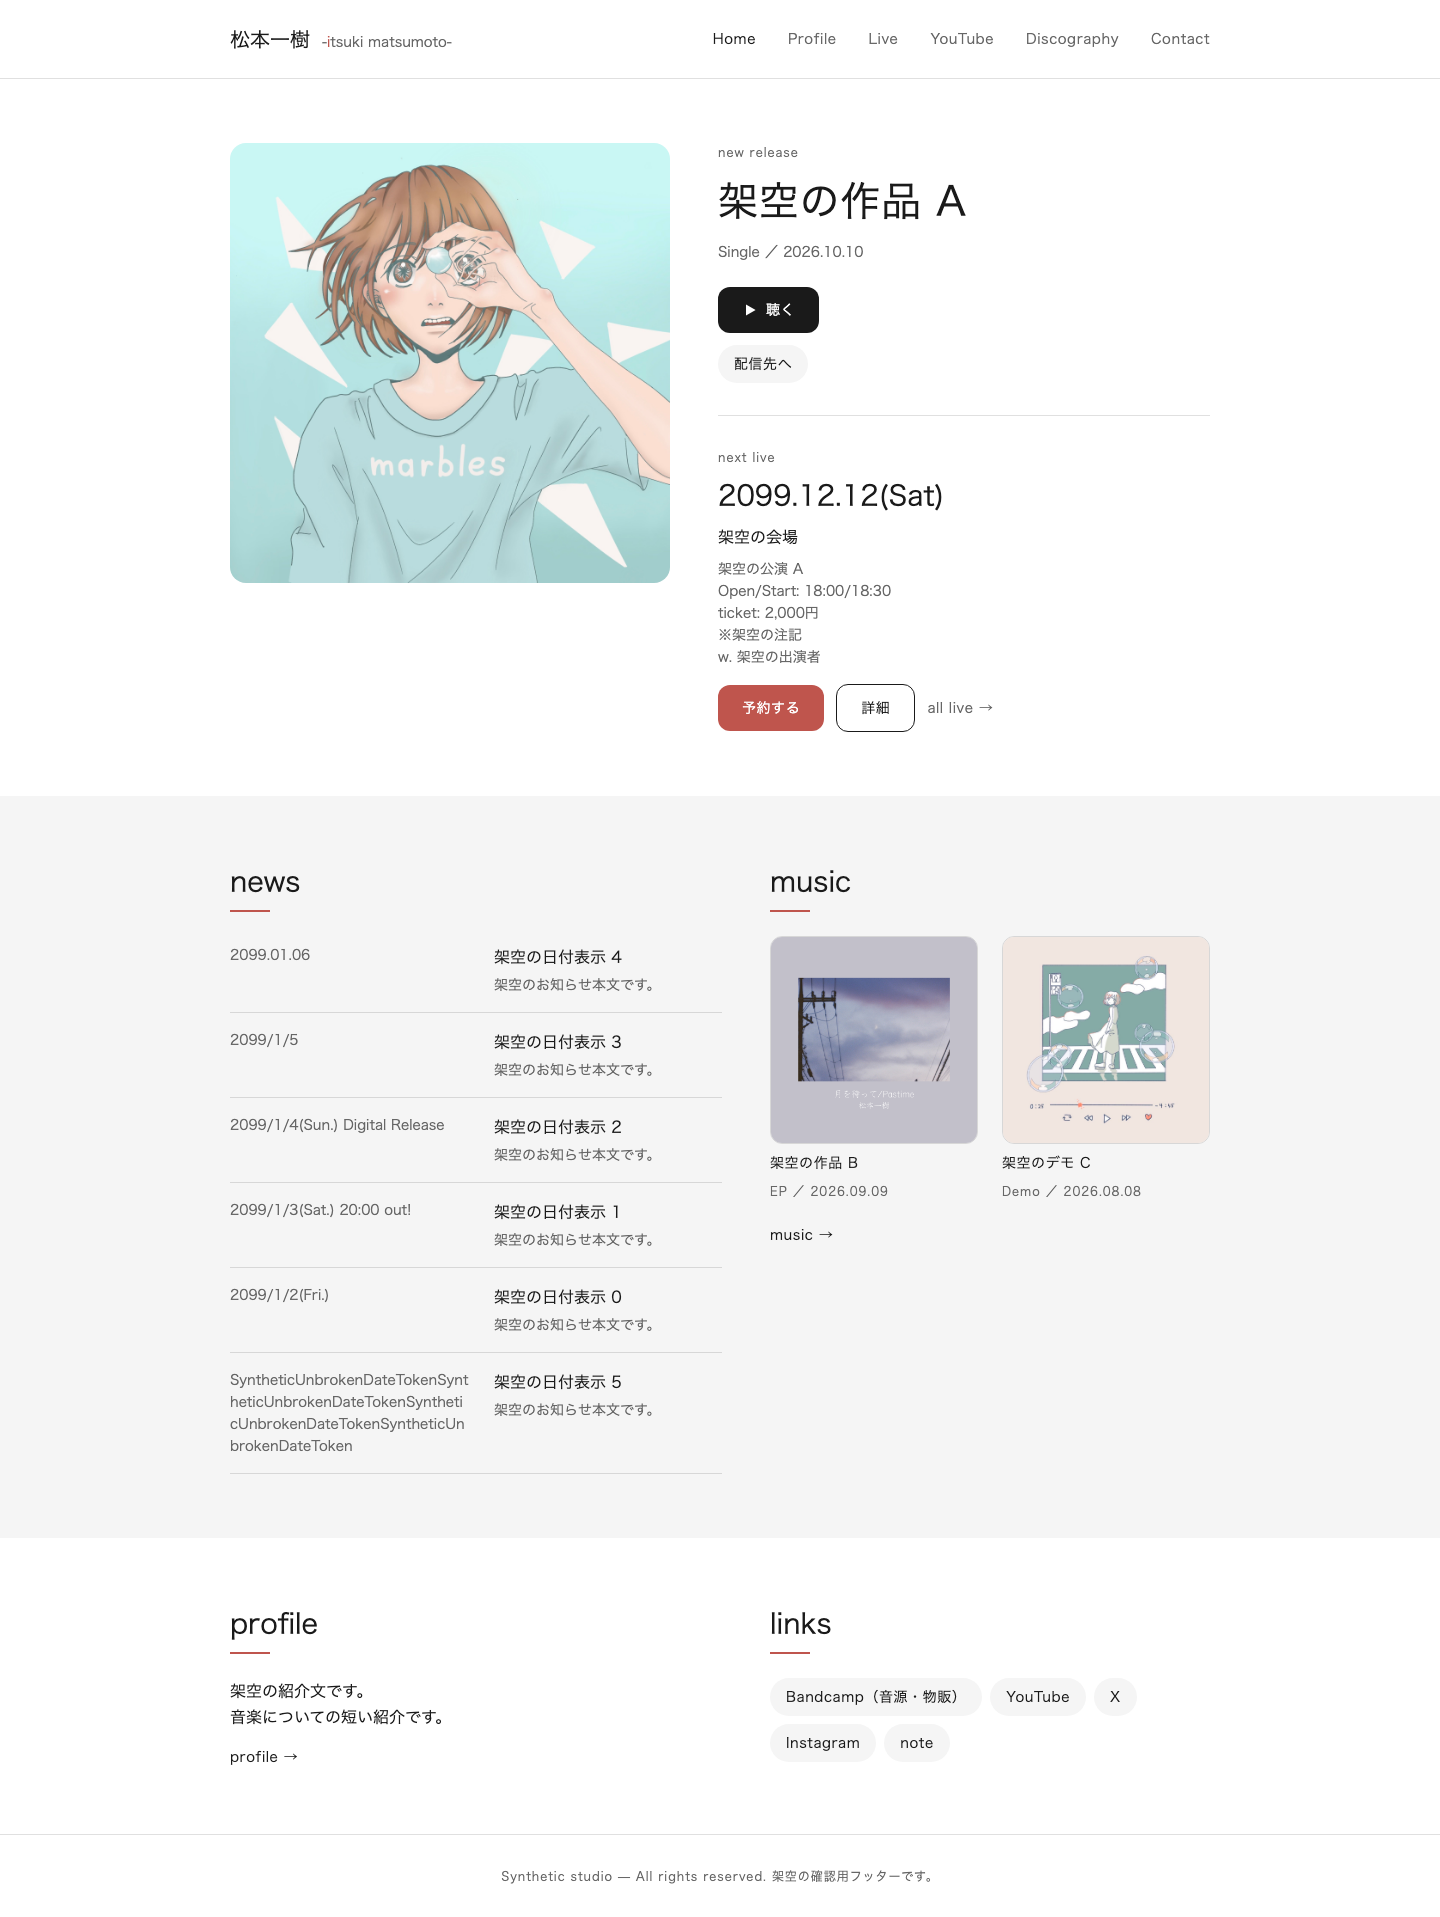 松本一樹 -itsuki matsumoto-
Home Profile Live YouTube Discography Contact
marbles
new release
架空の作品 A
Single ／ 2026.10.10
▶ 聴く
配信先へ
next live
2099.12.12(Sat)
架空の会場
架空の公演 A
Open/Start: 18:00/18:30
ticket: 2,000円
※架空の注記
w. 架空の出演者
予約する 詳細 all live →
news
2099.01.06 架空の日付表示 4
架空のお知らせ本文です。
2099/1/5 架空の日付表示 3
架空のお知らせ本文です。
2099/1/4(Sun.) Digital Release 架空の日付表示 2
架空のお知らせ本文です。
2099/1/3(Sat.) 20:00 out! 架空の日付表示 1
架空のお知らせ本文です。
2099/1/2(Fri.) 架空の日付表示 0
架空のお知らせ本文です。
SyntheticUnbrokenDateTokenSynt
heticUnbrokenDateTokenSyntheti
cUnbrokenDateTokenSyntheticUn
brokenDateToken
架空の日付表示 5
架空のお知らせ本文です。
music
月を待って/Pastime
松本一樹
架空の作品 B
EP ／ 2026.09.09
架空のデモ C
Demo ／ 2026.08.08
music →
profile
架空の紹介文です。
音楽についての短い紹介です。
profile →
links
Bandcamp（音源・物販） YouTube X
Instagram note
Synthetic studio — All rights reserved. 架空の確認用フッターです。